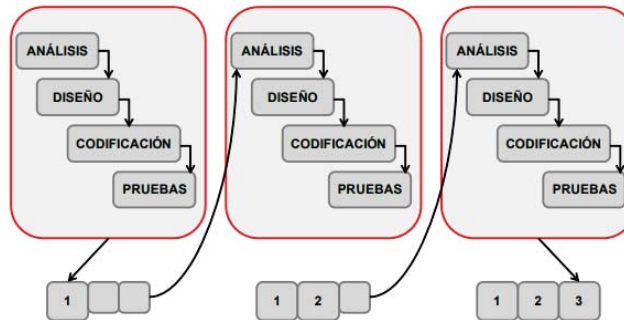 ANÁLISIS
DISEÑO
CODIFICACIÓN
PRUEBAS
1
ANÁLISIS
DISEÑO
CODIFICACIÓN
PRUEBAS
1 2
ANÁLISIS
DISEÑO
CODIFICACIÓN
PRUEBAS
1 2 3